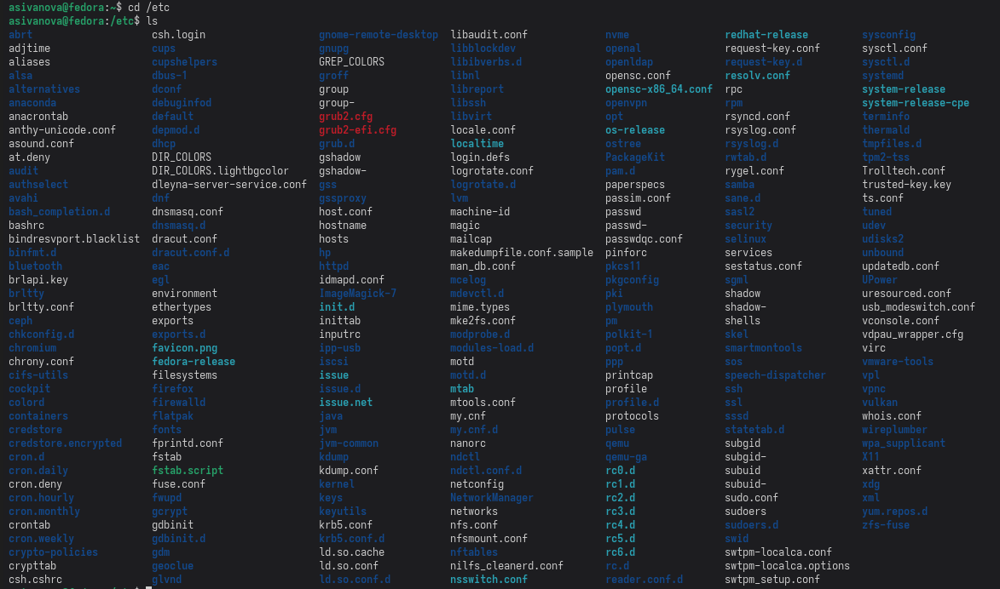 asivanova@fedora:~$ cd /etc
asivanova@fedora:/etc$ ls
abrt csh.login gnome-remote-desktop libaudit.conf nvme redhat-release sysconfig
adjtime cups gnupg libblockdev openal request-key.conf sysctl.conf
aliases cupshelpers GREP_COLORS libibverbs.d openldap request-key.d sysctl.d
alsa dbus-1 groff libnl opensc.conf resolv.conf systemd
alternatives dconf group libreport opensc-x86_64.conf rpc system-release
anaconda debuginfod group- libssh openvpn rpm system-release-cpe
anacrontab default grub2.cfg libvirt opt rsyncd.conf terminfo
anthy-unicode.conf depmod.d grub2-efi.cfg locale.conf os-release rsyslog.conf thermald
asound.conf dhcp grub.d localtime ostree rsyslog.d tmpfiles.d
at.deny DIR_COLORS gshadow login.defs PackageKit rwtab.d tpm2-tss
audit DIR_COLORS.lightbgcolor gshadow- logrotate.conf pam.d rygel.conf Trolltech.conf
authselect dleyna-server-service.conf gss logrotate.d paperspecs samba trusted-key.key
avahi dnf gssproxy lvm passim.conf sane.d ts.conf
bash_completion.d dnsmasq.conf host.conf machine-id passwd sasl2 tuned
bashrc dnsmasq.d hostname magic passwd- security udev
bindresvport.blacklist dracut.conf hosts mailcap passwdqc.conf selinux udisks2
binfmt.d dracut.conf.d hp makedumpfile.conf.sample pinforc services unbound
bluetooth eac httpd man_db.conf pkcs11 sestatus.conf updatedb.conf
brlapi.key egl idmapd.conf mcelog pkgconfig sgml UPower
brltty environment ImageMagick-7 mdevctl.d pki shadow uresourced.conf
brltty.conf ethertypes init.d mime.types plymouth shadow- usb_modeswitch.conf
ceph exports inittab mke2fs.conf pm shells vconsole.conf
chkconfig.d exports.d inputrc modprobe.d polkit-1 skel vdpau_wrapper.cfg
chromium favicon.png ipp-usb modules-load.d popt.d smartmontools virc
chrony.conf fedora-release iscsi motd ppp sos vmware-tools
cifs-utils filesystems issue motd.d printcap speech-dispatcher vpl
cockpit firefox issue.d mtab profile ssh vpnc
colord firewalld issue.net mtools.conf profile.d ssl vulkan
containers flatpak java my.cnf protocols sssd whois.conf
credstore fonts jvm my.cnf.d pulse statetab.d wireplumber
credstore.encrypted fprintd.conf jvm-common nanorc qemu subgid wpa_supplicant
cron.d fstab kdump ndctl qemu-ga subgid- X11
cron.daily fstab.script kdump.conf ndctl.conf.d rc0.d subuid xattr.conf
cron.deny fuse.conf kernel netconfig rc1.d subuid- xdg
cron.hourly fwupd keys NetworkManager rc2.d sudo.conf xml
cron.monthly gcrypt keyutils networks rc3.d sudoers yum.repos.d
crontab gdbinit krb5.conf nfs.conf rc4.d sudoers.d zfs-fuse
cron.weekly gdbinit.d krb5.conf.d nfsmount.conf rc5.d swid
crypto-policies gdm ld.so.cache nftables rc6.d swtpm-localca.conf
crypttab geoclue ld.so.conf nilfs_cleanerd.conf rc.d swtpm-localca.options
csh.cshrc glvnd ld.so.conf.d nsswitch.conf reader.conf.d swtpm_setup.conf